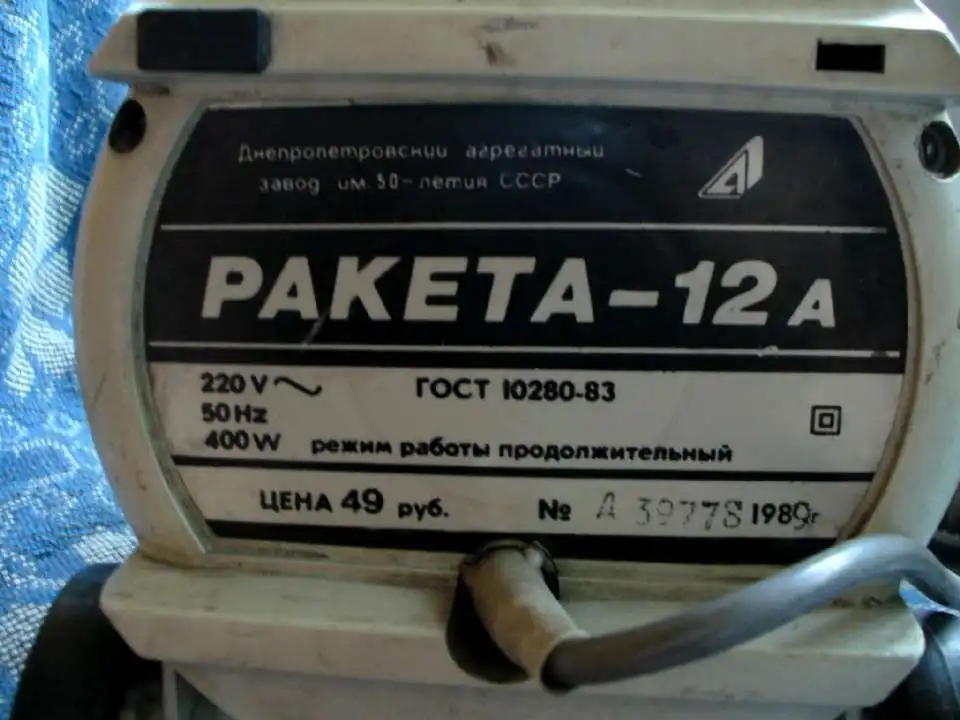 Днепропетровский агрегатный
завод им. 50-летия СССР
РАКЕТА-12А
220 V ~ ГОСТ 10280-83
50 Hz
400 W режим работы продолжительный
ЦЕНА 49 руб. № А 39778 1989г